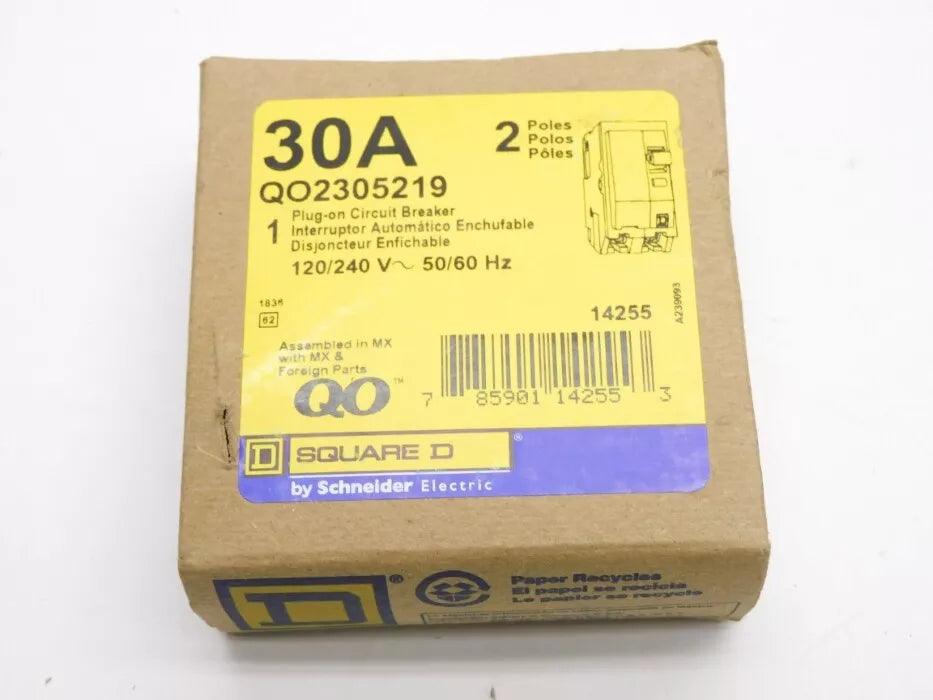 30A
2 Poles
Polos
Pôles
QO2305219
1 Plug-on Circuit Breaker
Interruptor Automático Enchufable
Disjoncteur Enfichable
120/240 V~ 50/60 Hz
1836
62
14255
A239093
Assembled in MX
with MX &
Foreign Parts
QO™
7 85901 14255 3
D SQUARE D ®
by Schneider Electric
D ®
Paper Recycles
El papel se recicla
Le papier se recycle